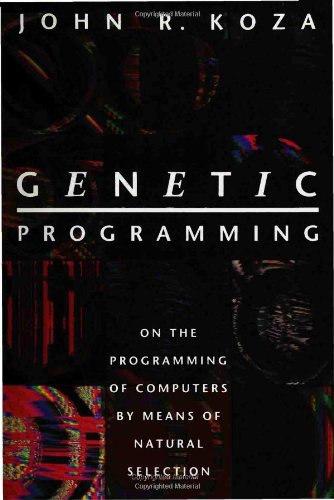 JOHN R. KOZA
GENETIC
PROGRAMMING
ON THE
PROGRAMMING
OF COMPUTERS
BY MEANS OF
NATURAL
SELECTION